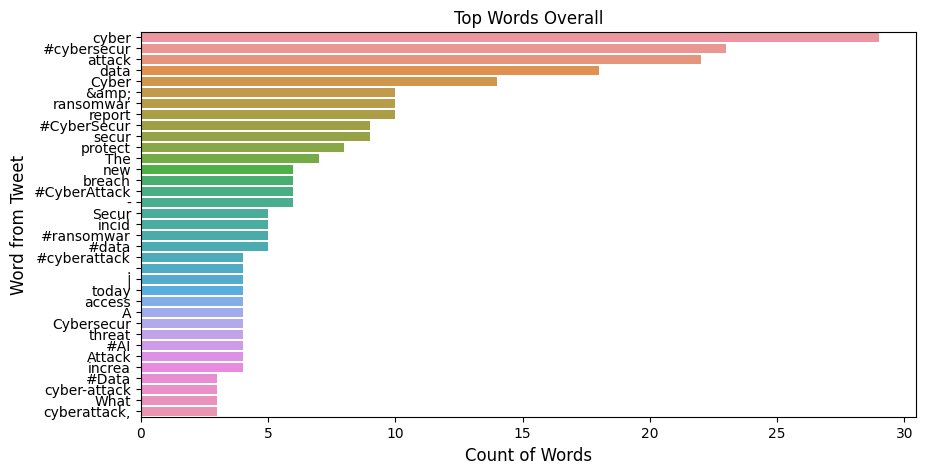 Top Words Overall
cyber
#cybersecur
attack
data
Cyber
&amp;
ransomwar
report
#CyberSecur
secur
protect
The
new
breach
#CyberAttack
-
Secur
incid
#ransomwar
#data
#cyberattack
.
today
access
A
Cybersecur
threat
#AI
Attack
increa
#Data
cyber-attack
What
cyberattack,
Word from Tweet
0 5 10 15 20 25 30
Count of Words